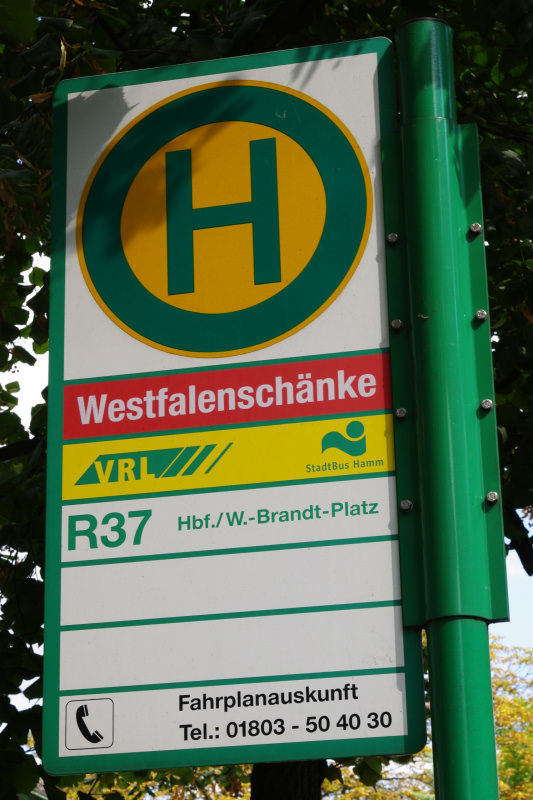 H
Westfalenschänke
VRL
StadtBus Hamm
R37 Hbf./W.-Brandt-Platz
Fahrplanauskunft
Tel.: 01803 - 50 40 30